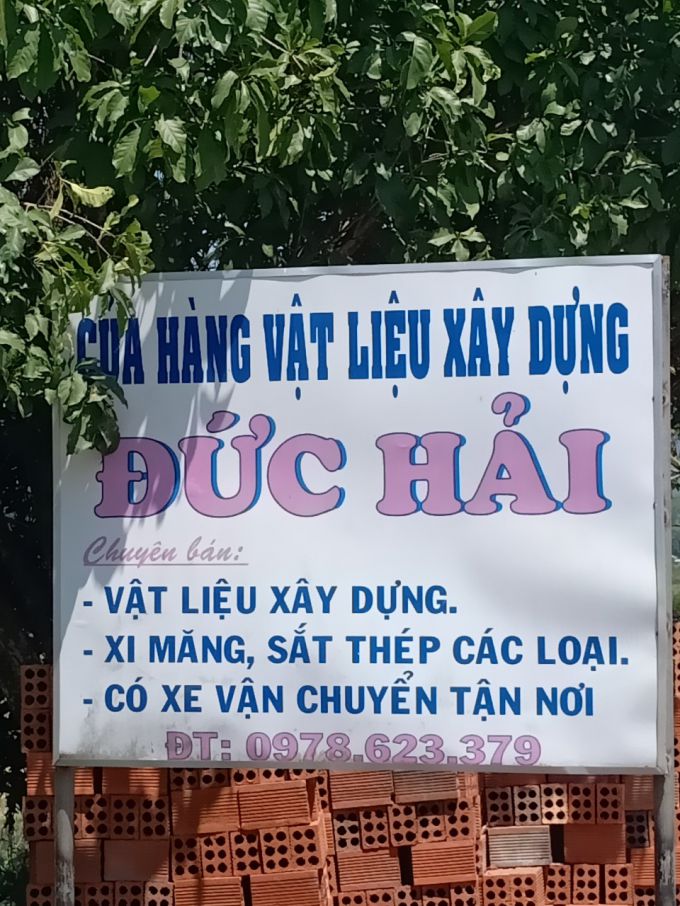 CỬA HÀNG VẬT LIỆU XÂY DỰNG
ĐỨC HẢI
Chuyên bán:
- VẬT LIỆU XÂY DỰNG.
- XI MĂNG, SẮT THÉP CÁC LOẠI.
- CÓ XE VẬN CHUYỂN TẬN NƠI
ĐT: 0978.623.379